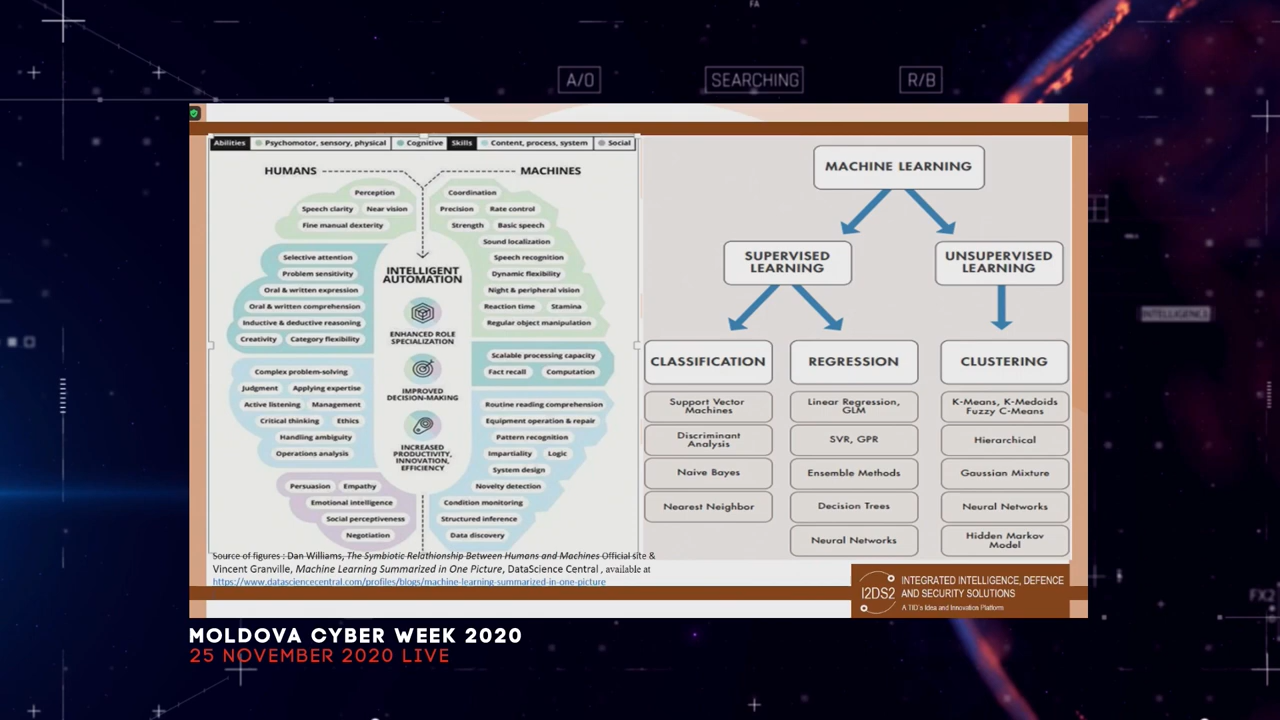 FA
A/0
SEARCHING
R/B
Abilities
Psychomotor, sensory, physical
Cognitive
Skills
Content, process, system
Social
HUMANS
MACHINES
Perception
Speech clarity
Near vision
Fine manual dexterity
Selective attention
Problem sensitivity
Oral & written expression
Oral & written comprehension
Inductive & deductive reasoning
Creativity
Category flexibility
Complex problem-solving
Judgment
Applying expertise
Active listening
Management
Critical thinking
Ethics
Handling ambiguity
Operations analysis
Persuasion
Empathy
Emotional intelligence
Social perceptiveness
Negotiation
INTELLIGENT
AUTOMATION
ENHANCED ROLE
SPECIALIZATION
IMPROVED
DECISION-MAKING
INCREASED
PRODUCTIVITY,
INNOVATION,
EFFICIENCY
Coordination
Precision
Rate control
Strength
Basic speech
Sound localization
Speech recognition
Dynamic flexibility
Night & peripheral vision
Reaction time
Stamina
Regular object manipulation
Scalable processing capacity
Fact recall
Computation
Routine reading comprehension
Equipment operation & repair
Pattern recognition
Impartiality
Logic
System design
Novelty detection
Condition monitoring
Structured inference
Data discovery
MACHINE LEARNING
SUPERVISED
LEARNING
UNSUPERVISED
LEARNING
CLASSIFICATION
REGRESSION
CLUSTERING
Support Vector
Machines
Discriminant
Analysis
Naive Bayes
Nearest Neighbor
Linear Regression,
GLM
SVR, GPR
Ensemble Methods
Decision Trees
Neural Networks
K-Means, K-Medoids
Fuzzy C-Means
Hierarchical
Gaussian Mixture
Neural Networks
Hidden Markov
Model
Source of figures : Dan Williams, The Symbiotic Relathionship Between Humans and Machines Official site &
Vincent Granville, Machine Learning Summarized in One Picture, DataScience Central , available at
https://www.datasciencecentral.com/profiles/blogs/machine-learning-summarized-in-one-picture
I2DS2
INTEGRATED INTELLIGENCE, DEFENCE
AND SECURITY SOLUTIONS
A TID's Idea and Innovation Platform
INTELLIGENCE
FX2
MOLDOVA CYBER WEEK 2020
25 NOVEMBER 2020 LIVE